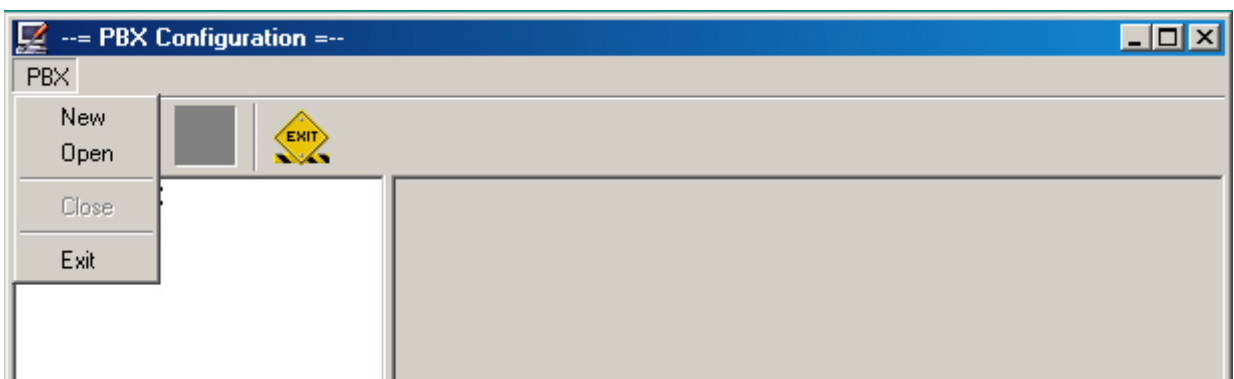 --= PBX Configuration =--
PBX
New
Open
EXIT
Close
Exit